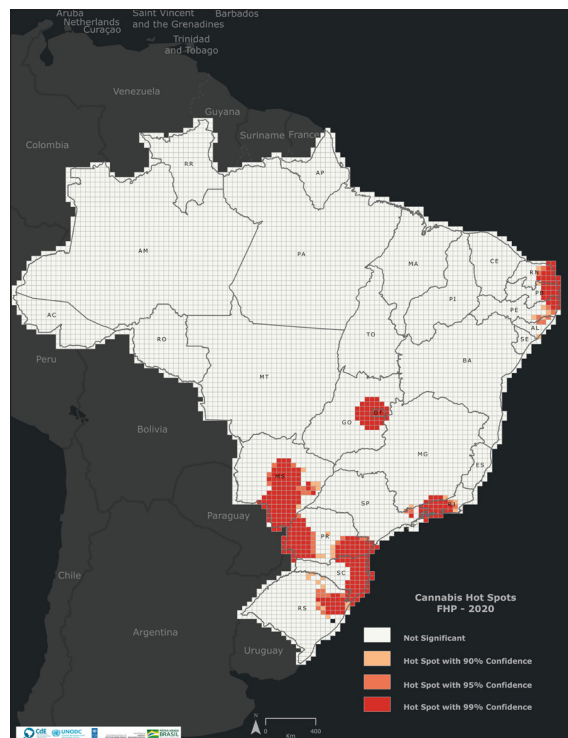 Aruba
Saint Vincent
and the Grenadines
Barbados
Netherlands
Curaçao
Trinidad
and Tobago
Venezuela
Guyana
Suriname
France
Colombia
RR
AP
AM
PA
MA
CE
RN
PB
PI
PE
AL
SE
AC
RO
TO
BA
Peru
MT
GO
DF
Bolivia
MG
ES
MS
SP
RJ
Paraguay
PR
SC
Chile
RS
Argentina
Uruguay
Cannabis Hot Spots
FHP - 2020
Not Significant
Hot Spot with 90% Confidence
Hot Spot with 95% Confidence
Hot Spot with 99% Confidence
N
0
400
Km
CdE
UNODC
BRASIL